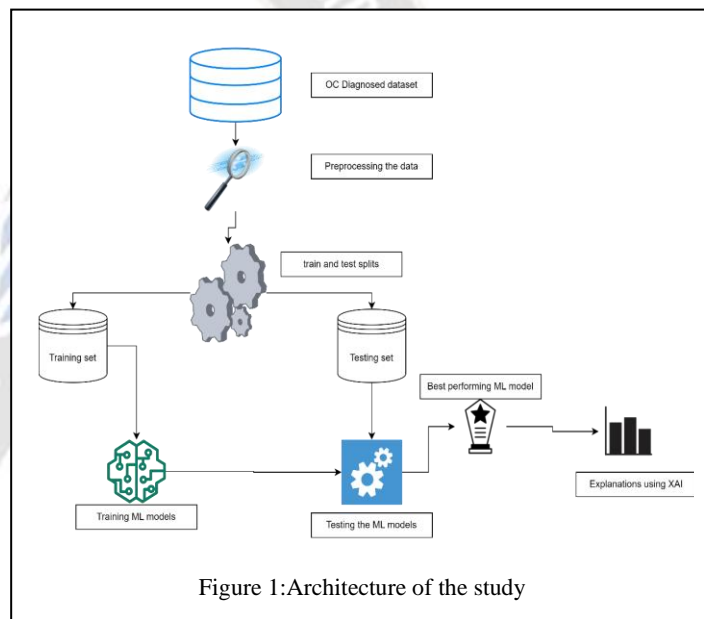 OC Diagnosed dataset
Preprocessing the data
train and test splits
Training set
Testing set
Best performing ML model
Training ML models
Testing the ML models
Explanations using XAI
Figure 1:Architecture of the study